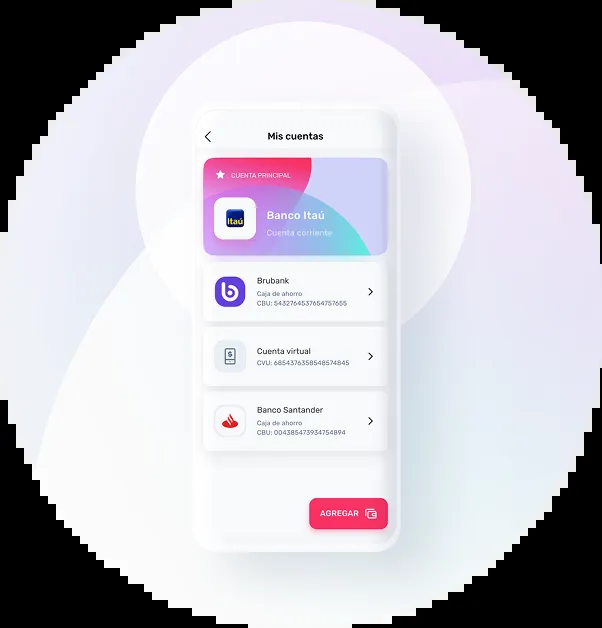 Mis cuentas
CUENTA PRINCIPAL
Itaú
Banco Itaú
Cuenta corriente
Brubank
Caja de ahorro
CBU: 5432764537654757655
Cuenta virtual
CVU: 6854376358548574845
Banco Santander
Caja de ahorro
CBU: 004385473934754894
AGREGAR